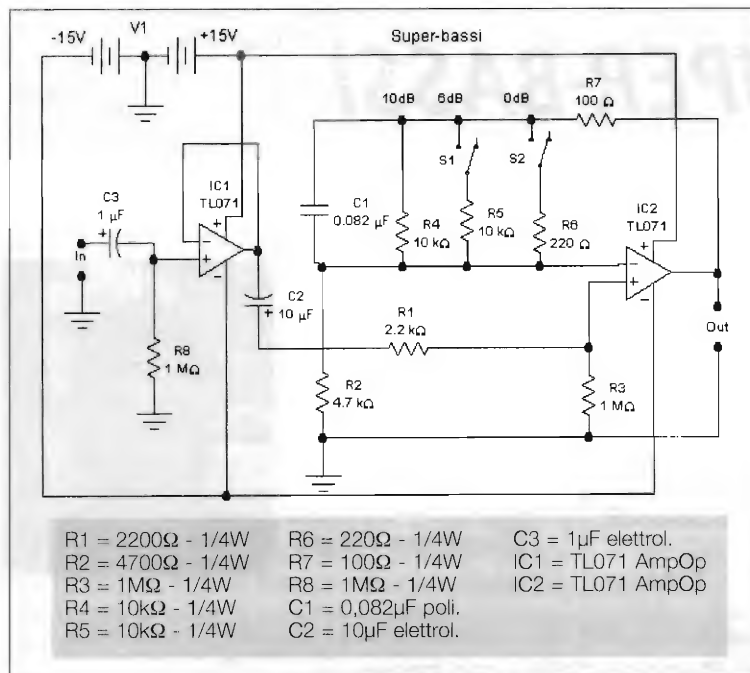 -15V V1 +15V Super-bassi
10dB 6dB 0dB R7
100 Ω
S1 S2
IC1
TL071
C3
1 µF
C1
0.082 µF
R4
10 kΩ
R5
10 kΩ
R6
220 Ω
IC2
TL071
In
C2
10 µF
R1
2.2 kΩ
R8
1 MΩ
R2
4.7 kΩ
R3
1 MΩ
Out
R1 = 2200Ω - 1/4W
R2 = 4700Ω - 1/4W
R3 = 1MΩ - 1/4W
R4 = 10kΩ - 1/4W
R5 = 10kΩ - 1/4W
R6 = 220Ω - 1/4W
R7 = 100Ω - 1/4W
R8 = 1MΩ - 1/4W
C1 = 0,082µF poli.
C2 = 10µF elettrol.
C3 = 1µF elettrol.
IC1 = TL071 AmpOp
IC2 = TL071 AmpOp